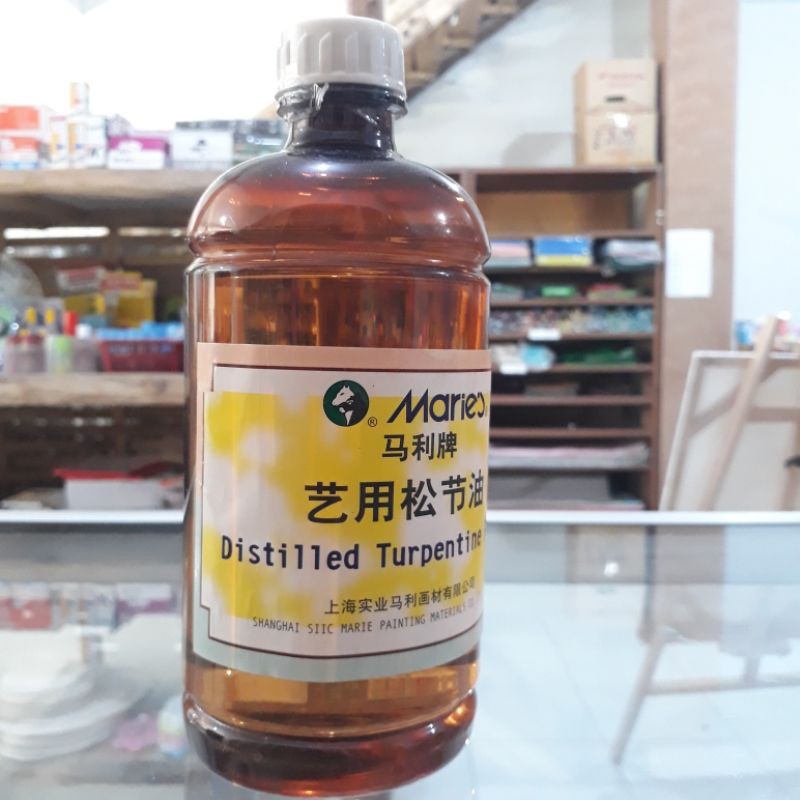 Marie's
®
马利牌
艺用松节油
Distilled Turpentine
上海实业马利画材有限公司
SHANGHAI SIIC MARIE PAINTING MATERIALS CO